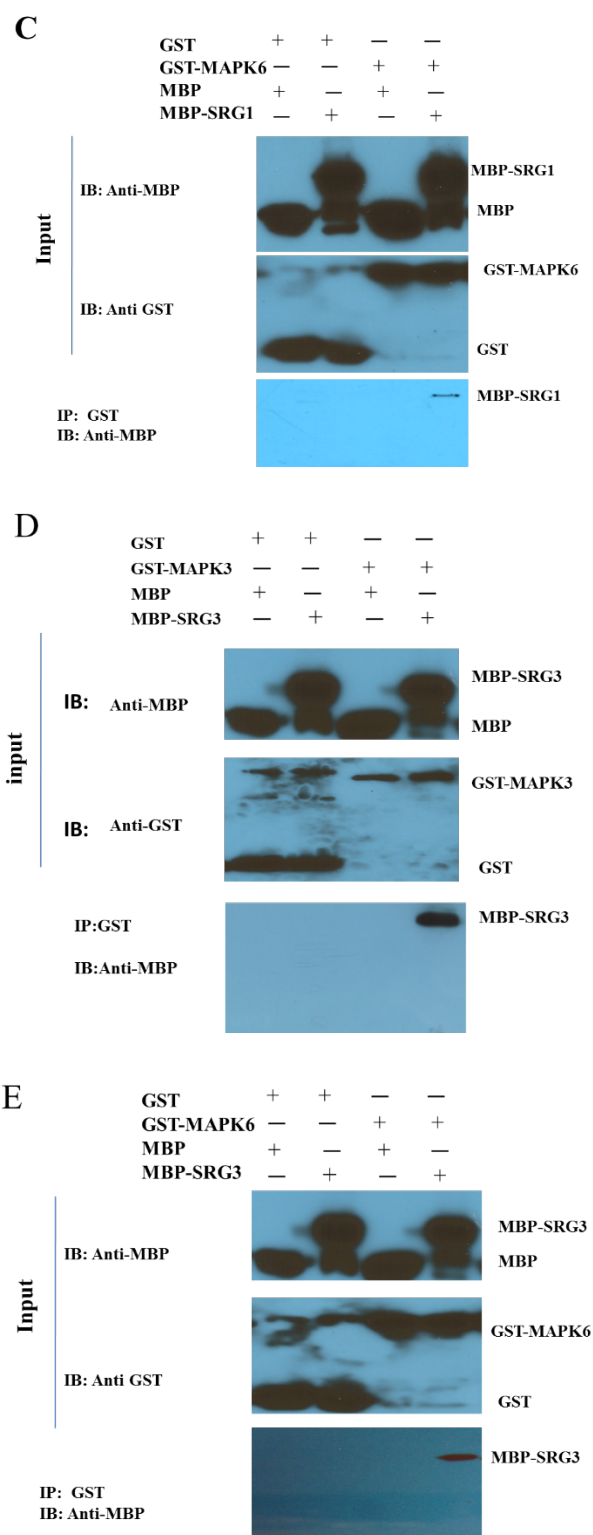 C
GST + + — —
GST-MAPK6 — — + +
MBP + — + —
MBP-SRG1 — + — +
Input
IB: Anti-MBP
MBP-SRG1
MBP
IB: Anti GST
GST-MAPK6
GST
IP: GST
IB: Anti-MBP
MBP-SRG1
D
GST + + — —
GST-MAPK3 — — + +
MBP + — + —
MBP-SRG3 — + — +
input
IB: Anti-MBP
MBP-SRG3
MBP
IB: Anti-GST
GST-MAPK3
GST
IP:GST
IB:Anti-MBP
MBP-SRG3
E
GST + + — —
GST-MAPK6 — — + +
MBP + — + —
MBP-SRG3 — + — +
Input
IB: Anti-MBP
MBP-SRG3
MBP
IB: Anti GST
GST-MAPK6
GST
IP: GST
IB: Anti-MBP
MBP-SRG3